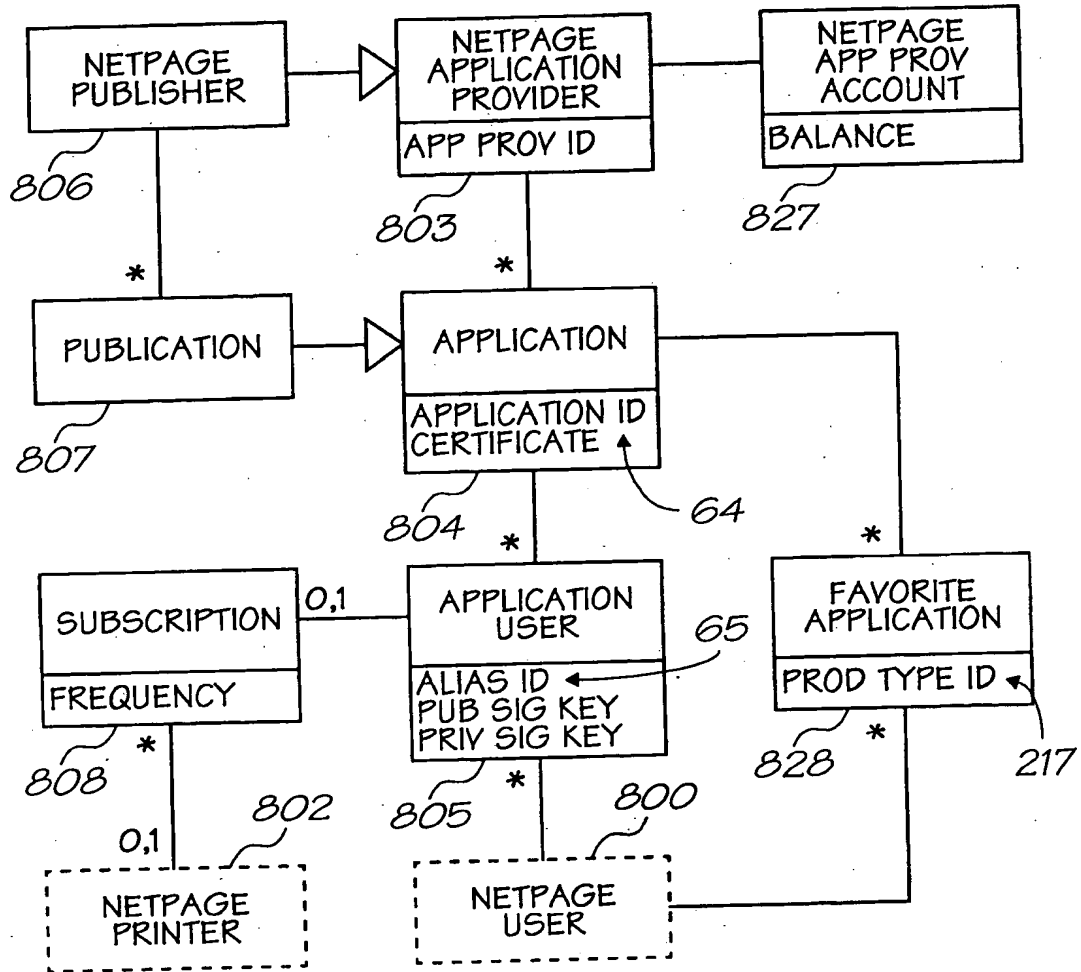 NETPAGE
PUBLISHER
806
NETPAGE
APPLICATION
PROVIDER
APP PROV ID
803
NETPAGE
APP PROV
ACCOUNT
BALANCE
827
*
*
PUBLICATION
807
APPLICATION
APPLICATION ID
CERTIFICATE
804
64
*
*
SUBSCRIPTION
FREQUENCY
808
0,1
APPLICATION
USER
ALIAS ID
PUB SIG KEY
PRIV SIG KEY
805
65
FAVORITE
APPLICATION
PROD TYPE ID
828
217
*
*
*
0,1
802
NETPAGE
PRINTER
800
NETPAGE
USER